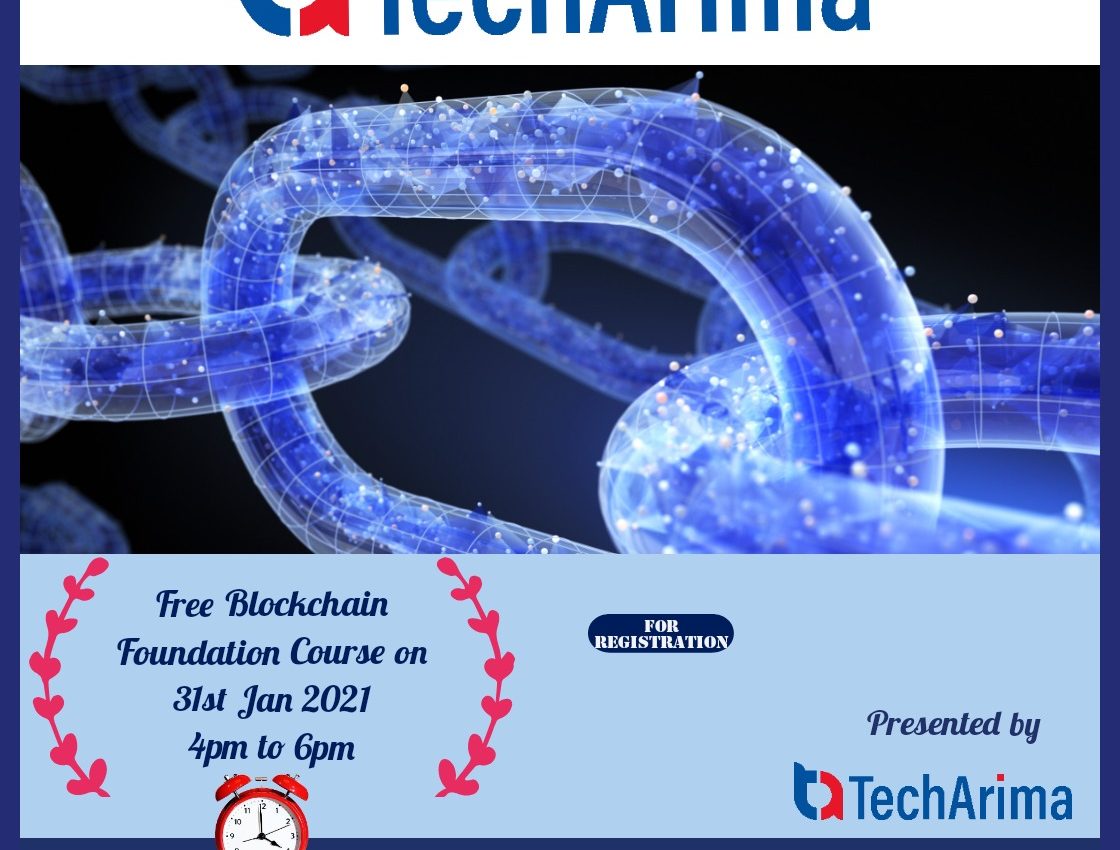 TechArima
Free Blockchain
Foundation Course on
31st Jan 2021
4pm to 6pm
FOR
REGISTRATION
Presented by
TechArima